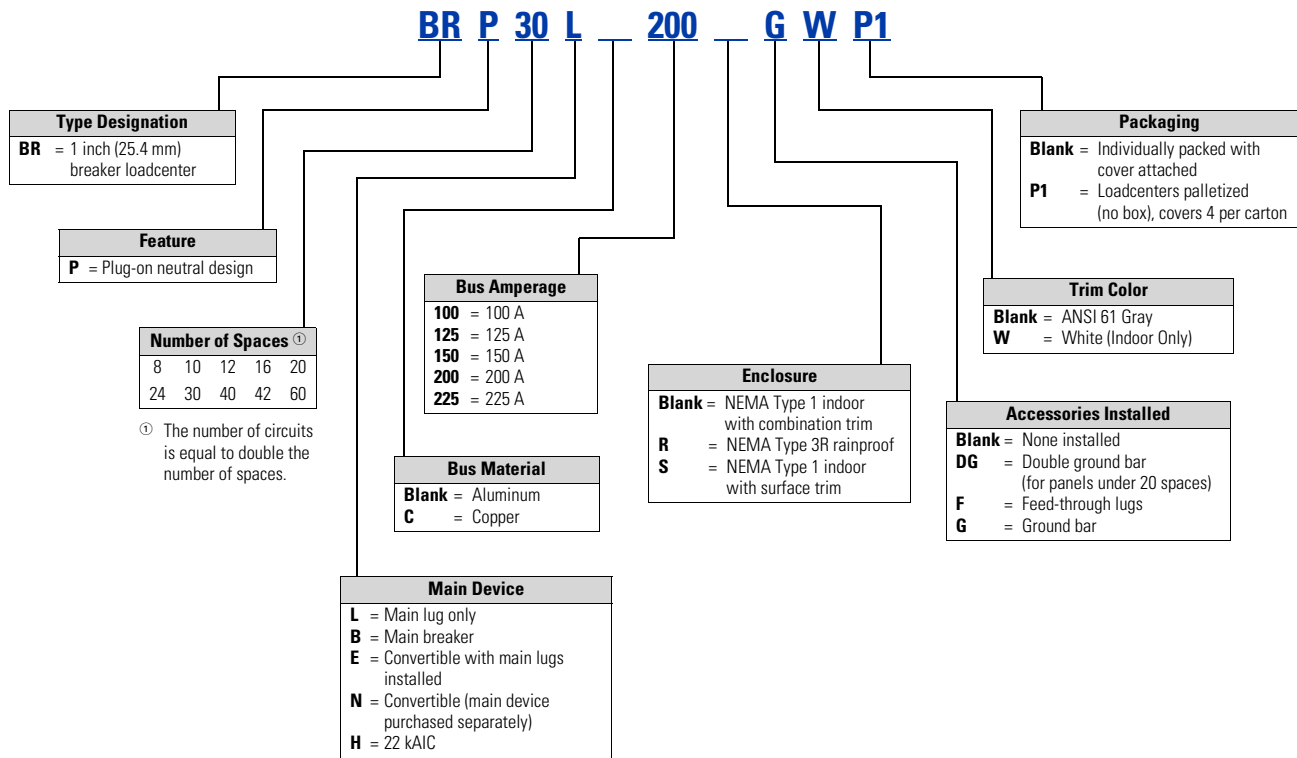 BR P 30 L __ 200 __ G W P1
Type Designation
BR = 1 inch (25.4 mm)
breaker loadcenter
Feature
P = Plug-on neutral design
Number of Spaces ①
8 10 12 16 20
24 30 40 42 60
① The number of circuits
is equal to double the
number of spaces.
Main Device
L = Main lug only
B = Main breaker
E = Convertible with main lugs
installed
N = Convertible (main device
purchased separately)
H = 22 kAIC
Bus Material
Blank = Aluminum
C = Copper
Bus Amperage
100 = 100 A
125 = 125 A
150 = 150 A
200 = 200 A
225 = 225 A
Enclosure
Blank = NEMA Type 1 indoor
with combination trim
R = NEMA Type 3R rainproof
S = NEMA Type 1 indoor
with surface trim
Accessories Installed
Blank = None installed
DG = Double ground bar
(for panels under 20 spaces)
F = Feed-through lugs
G = Ground bar
Trim Color
Blank = ANSI 61 Gray
W = White (Indoor Only)
Packaging
Blank = Individually packed with
cover attached
P1 = Loadcenters palletized
(no box), covers 4 per carton